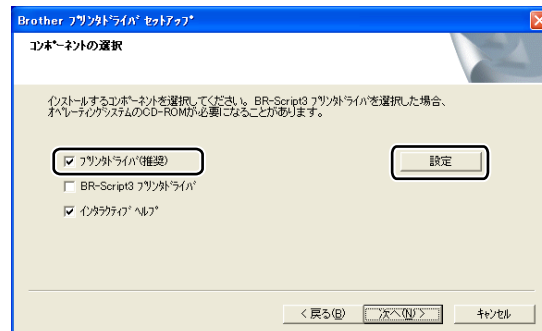 Brother ﾌﾟﾘﾝﾀﾄﾞﾗｲﾊﾞ ｾｯﾄｱｯﾌﾟ
ｺﾝﾎﾟｰﾈﾝﾄの選択
ｲﾝｽﾄｰﾙするｺﾝﾎﾟｰﾈﾝﾄを選択してください。BR-Script3 ﾌﾟﾘﾝﾀﾄﾞﾗｲﾊﾞを選択した場合、
ｵﾍﾟﾚｰﾃｨﾝｸﾞｼｽﾃﾑのCD-ROMが必要になることがあります。
ﾌﾟﾘﾝﾀﾄﾞﾗｲﾊﾞ(推奨)
設定
BR-Script3 ﾌﾟﾘﾝﾀﾄﾞﾗｲﾊﾞ
ｲﾝﾀﾗｸﾃｨﾌﾞ ﾍﾙﾌﾟ
< 戻る(B)
次へ(N) >
ｷｬﾝｾﾙ